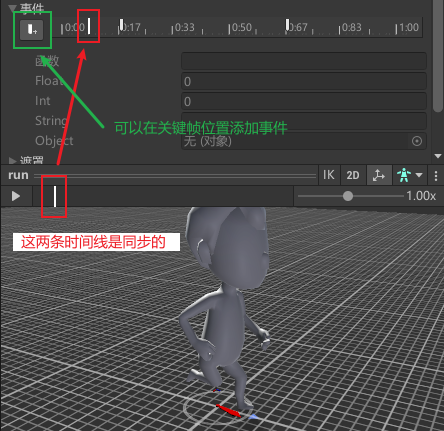 事件
0:00 0:17 0:33 0:50 0:67 0:83 1:00
函数
Float 0
Int 0
String
可以在关键帧位置添加事件
Object 无 (对象)
遮罩
run IK 2D
1.00x
这两条时间线是同步的